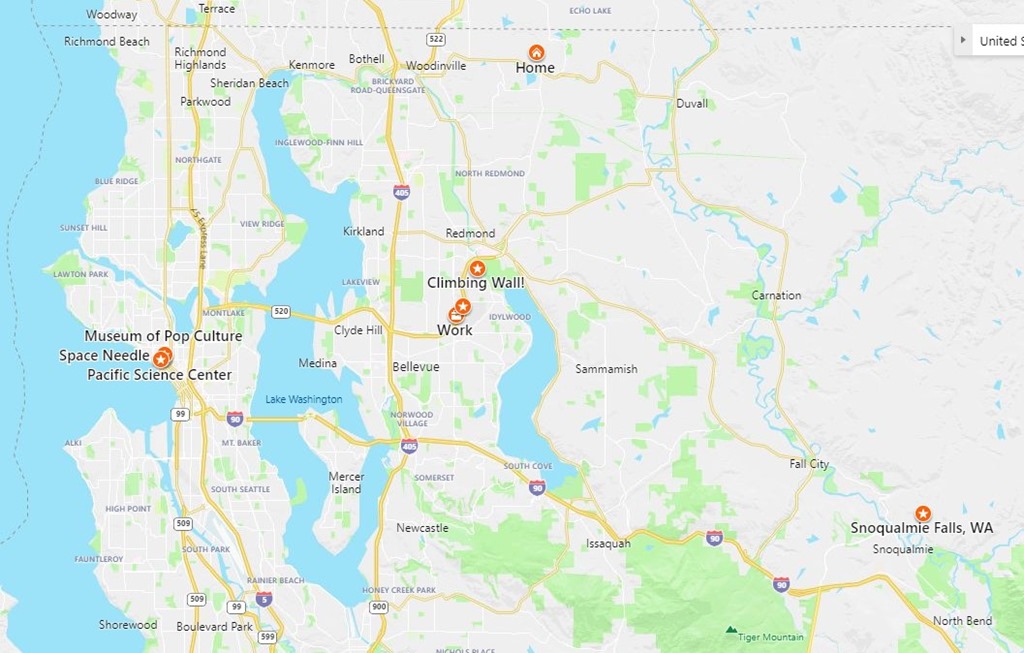 Woodway
Terrace
ECHO LAKE
Richmond Beach
522
United S
Richmond
Highlands
Bothell
Home
Kenmore
Woodinville
Sheridan Beach
BRICKYARD
ROAD-QUEENSGATE
Parkwood
Duvall
INGLEWOOD-FINN HILL
NORTHGATE
NORTH REDMOND
BLUE RIDGE
405
SUNSET HILL
VIEW RIDGE
Kirkland
Redmond
LAWTON PARK
LAKEVIEW
Climbing Wall!
Carnation
MONTLAKE
520
IDYLWOOD
Clyde Hill
Work
Museum of Pop Culture
Space Needle
Medina
Bellevue
Sammamish
Pacific Science Center
Lake Washington
99
90
NORWOOD
VILLAGE
ALKI
MT. BAKER
405
Fall City
SOUTH COVE
Mercer
Island
SOMERSET
90
SOUTH SEATTLE
HIGH POINT
509
Newcastle
Snoqualmie Falls, WA
90
Issaquah
Snoqualmie
SOUTH PARK
FAUNTLEROY
RAINIER BEACH
90
HONEY CREEK PARK
509
99
5
900
Shorewood
Boulevard Park
599
Tiger Mountain
North Bend
NICHOLS PLACE